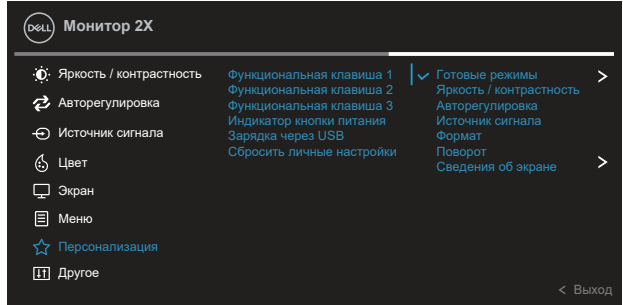 DELL Монитор 2X
Яркость / контрастность
Авторегулировка
Источник сигнала
Цвет
Экран
Меню
Персонализация
Другое
Функциональная клавиша 1
Функциональная клавиша 2
Функциональная клавиша 3
Индикатор кнопки питания
Зарядка через USB
Сбросить личные настройки
Готовые режимы
Яркость / контрастность
Авторегулировка
Источник сигнала
Формат
Поворот
Сведения об экране
< Выход